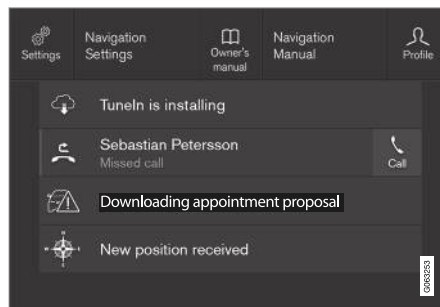 Settings
Navigation
Settings
Owner's
manual
Navigation
Manual
Profile
TuneIn is installing
Sebastian Petersson
Missed call
Call
Downloading appointment proposal
New position received
G063253